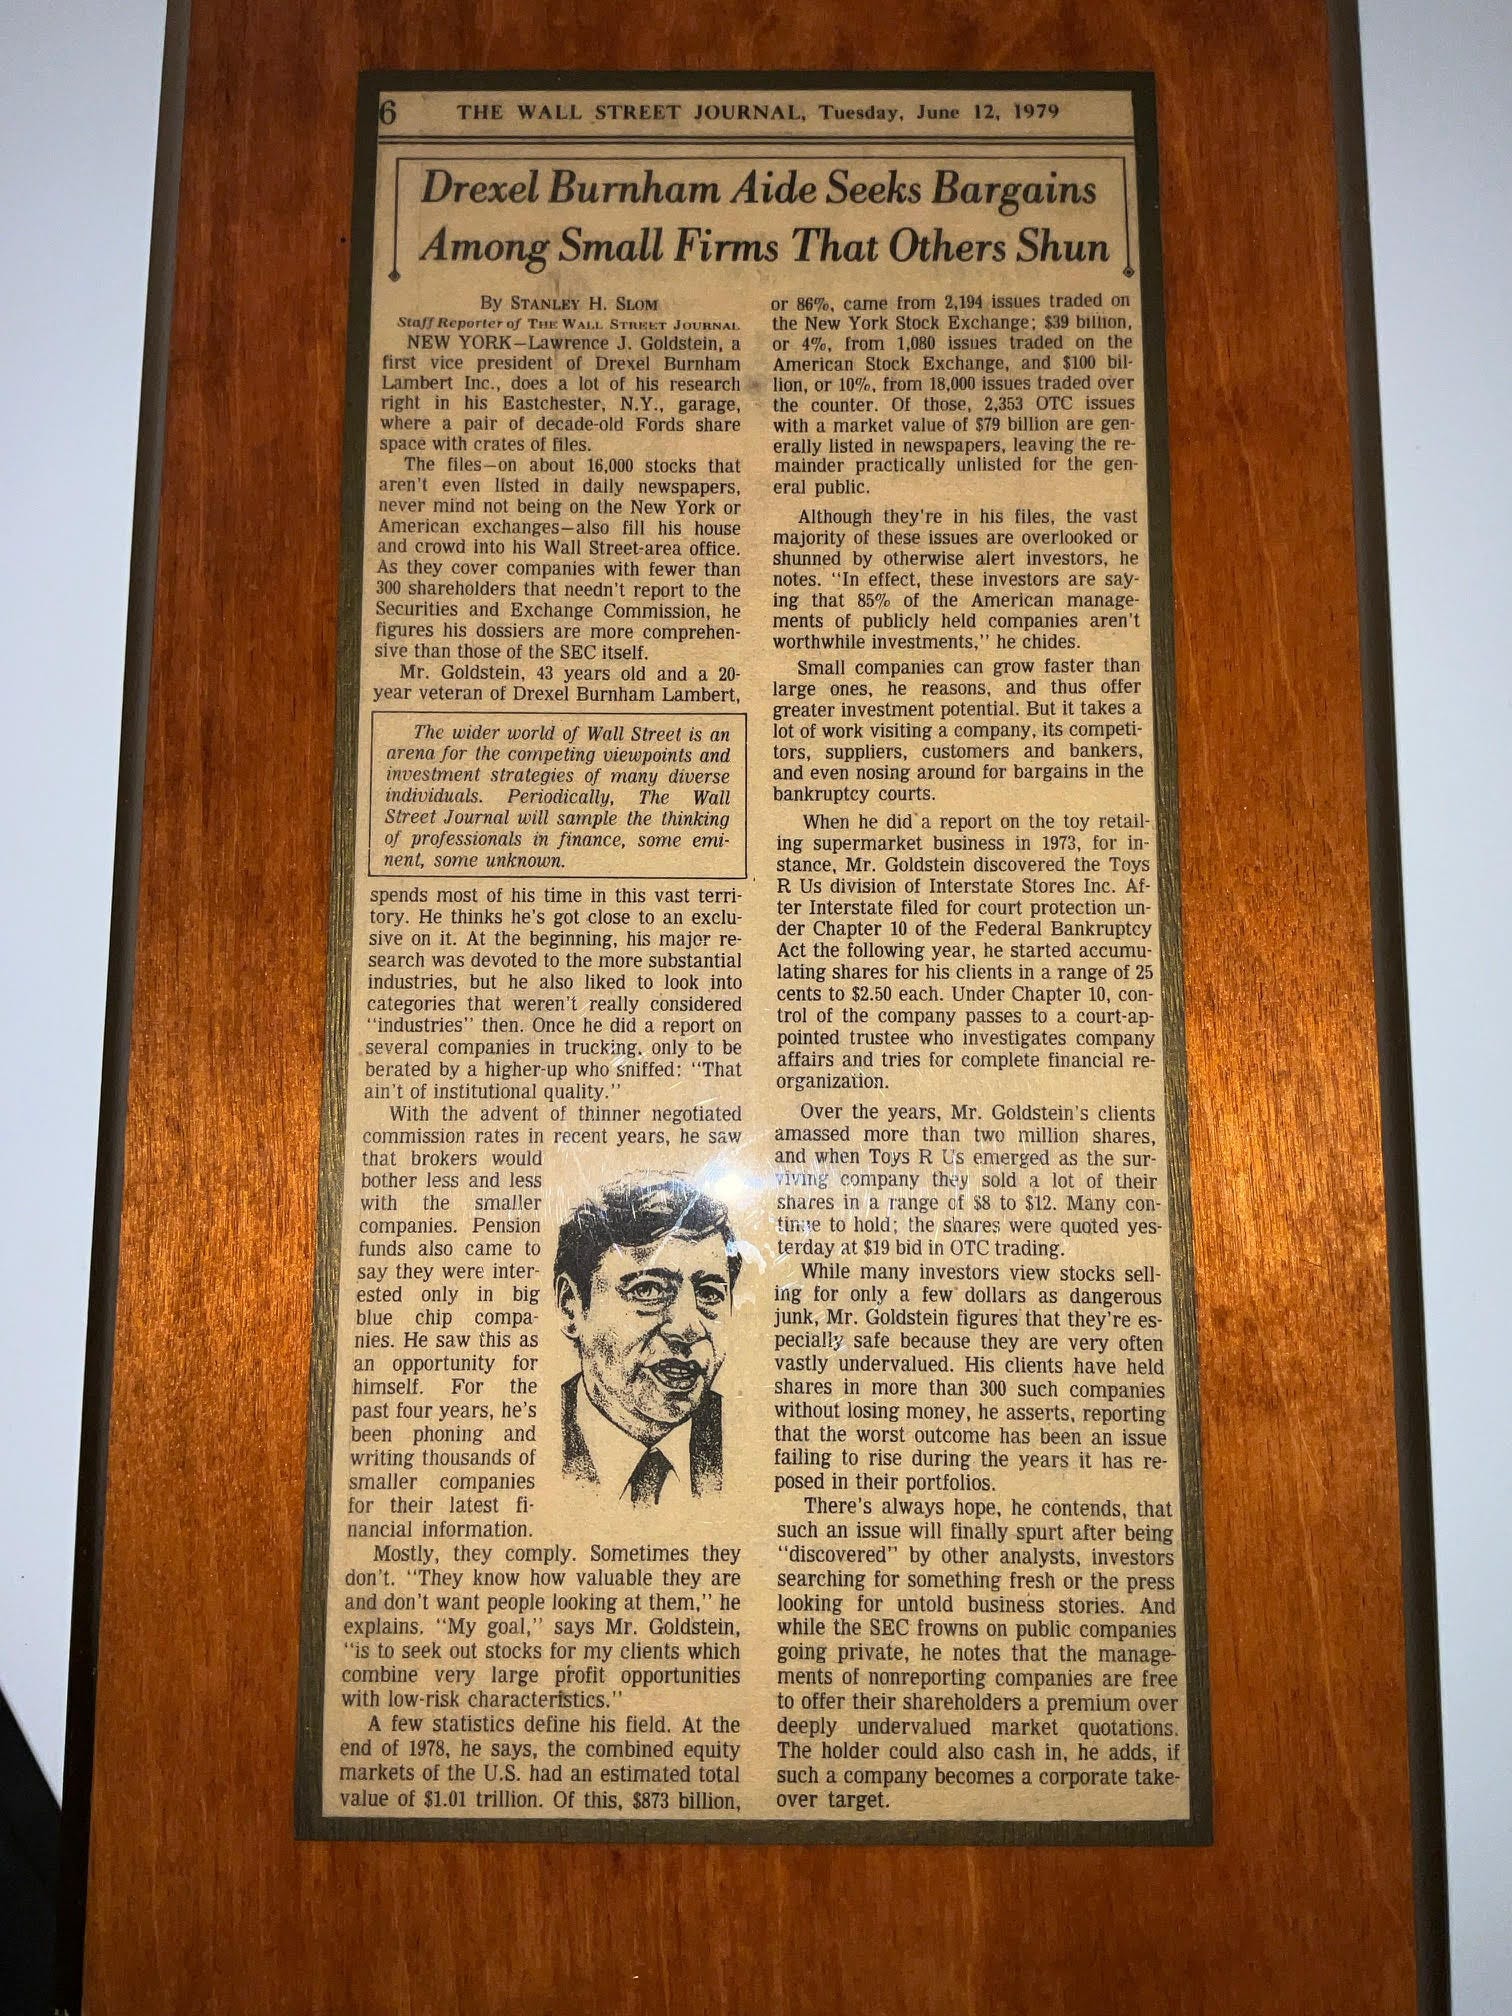 6
THE WALL STREET JOURNAL, Tuesday, June 12, 1979
Drexel Burnham Aide Seeks Bargains
Among Small Firms That Others Shun
By STANLEY H. SLOM
Staff Reporter of THE WALL STREET JOURNAL
NEW YORK—Lawrence J. Goldstein, a
first vice president of Drexel Burnham
Lambert Inc., does a lot of his research
right in his Eastchester, N.Y., garage,
where a pair of decade-old Fords share
space with crates of files.
The files—on about 16,000 stocks that
aren't even listed in daily newspapers,
never mind not being on the New York or
American exchanges—also fill his house
and crowd into his Wall Street-area office.
As they cover companies with fewer than
300 shareholders that needn't report to the
Securities and Exchange Commission, he
figures his dossiers are more comprehen-
sive than those of the SEC itself.
Mr. Goldstein, 43 years old and a 20-
year veteran of Drexel Burnham Lambert,
The wider world of Wall Street is an
arena for the competing viewpoints and
investment strategies of many diverse
individuals. Periodically, The Wall
Street Journal will sample the thinking
of professionals in finance, some emi-
nent, some unknown.
spends most of his time in this vast terri-
tory. He thinks he's got close to an exclu-
sive on it. At the beginning, his major re-
search was devoted to the more substantial
industries, but he also liked to look into
categories that weren't really considered
"industries" then. Once he did a report on
several companies in trucking, only to be
berated by a higher-up who sniffed: "That
ain't of institutional quality."
With the advent of thinner negotiated
commission rates in recent years, he saw
that brokers would
bother less and less
with the smaller
companies. Pension
funds also came to
say they were inter-
ested only in big
blue chip compa-
nies. He saw this as
an opportunity for
himself. For the
past four years, he's
been phoning and
writing thousands of
smaller companies
for their latest fi-
nancial information.
Mostly, they comply. Sometimes they
don't. "They know how valuable they are
and don't want people looking at them," he
explains. "My goal," says Mr. Goldstein,
"is to seek out stocks for my clients which
combine very large profit opportunities
with low-risk characteristics."
A few statistics define his field. At the
end of 1978, he says, the combined equity
markets of the U.S. had an estimated total
value of $1.01 trillion. Of this, $873 billion,
or 86%, came from 2,194 issues traded on
the New York Stock Exchange; $39 billion,
or 4%, from 1,080 issues traded on the
American Stock Exchange, and $100 bil-
lion, or 10%, from 18,000 issues traded over
the counter. Of those, 2,353 OTC issues
with a market value of $79 billion are gen-
erally listed in newspapers, leaving the re-
mainder practically unlisted for the gen-
eral public.
Although they're in his files, the vast
majority of these issues are overlooked or
shunned by otherwise alert investors, he
notes. "In effect, these investors are say-
ing that 85% of the American manage-
ments of publicly held companies aren't
worthwhile investments," he chides.
Small companies can grow faster than
large ones, he reasons, and thus offer
greater investment potential. But it takes a
lot of work visiting a company, its competi-
tors, suppliers, customers and bankers,
and even nosing around for bargains in the
bankruptcy courts.
When he did a report on the toy retail-
ing supermarket business in 1973, for in-
stance, Mr. Goldstein discovered the Toys
R Us division of Interstate Stores Inc. Af-
ter Interstate filed for court protection un-
der Chapter 10 of the Federal Bankruptcy
Act the following year, he started accumu-
lating shares for his clients in a range of 25
cents to $2.50 each. Under Chapter 10, con-
trol of the company passes to a court-ap-
pointed trustee who investigates company
affairs and tries for complete financial re-
organization.
Over the years, Mr. Goldstein's clients
amassed more than two million shares,
and when Toys R Us emerged as the sur-
viving company they sold a lot of their
shares in a range of $8 to $12. Many con-
tinue to hold; the shares were quoted yes-
terday at $19 bid in OTC trading.
While many investors view stocks sell-
ing for only a few dollars as dangerous
junk, Mr. Goldstein figures that they're es-
pecially safe because they are very often
vastly undervalued. His clients have held
shares in more than 300 such companies
without losing money, he asserts, reporting
that the worst outcome has been an issue
failing to rise during the years it has re-
posed in their portfolios.
There's always hope, he contends, that
such an issue will finally spurt after being
"discovered" by other analysts, investors
searching for something fresh or the press
looking for untold business stories. And
while the SEC frowns on public companies
going private, he notes that the manage-
ments of nonreporting companies are free
to offer their shareholders a premium over
deeply undervalued market quotations.
The holder could also cash in, he adds, if
such a company becomes a corporate take-
over target.